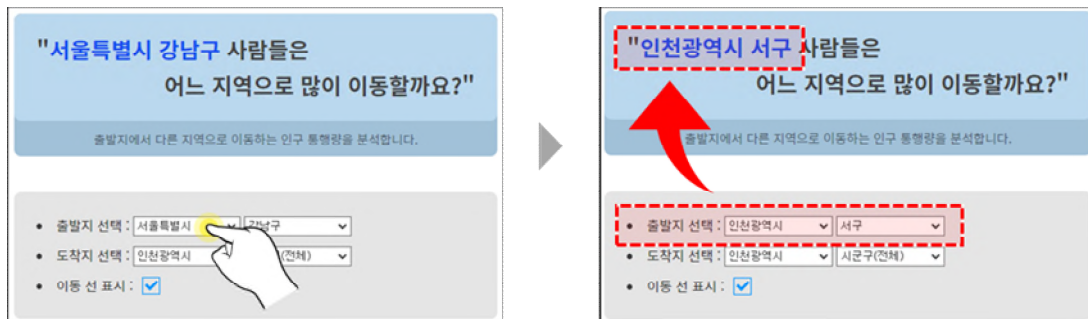 "서울특별시 강남구 사람들은
어느 지역으로 많이 이동할까요?"
출발지에서 다른 지역으로 이동하는 인구 통행량을 분석합니다.
출발지 선택 : 서울특별시 강남구
도착지 선택 : 인천광역시 (전체)
이동 선 표시 :
"인천광역시 서구 사람들은
어느 지역으로 많이 이동할까요?"
출발지에서 다른 지역으로 이동하는 인구 통행량을 분석합니다.
출발지 선택 : 인천광역시 서구
도착지 선택 : 인천광역시 시군구(전체)
이동 선 표시 :